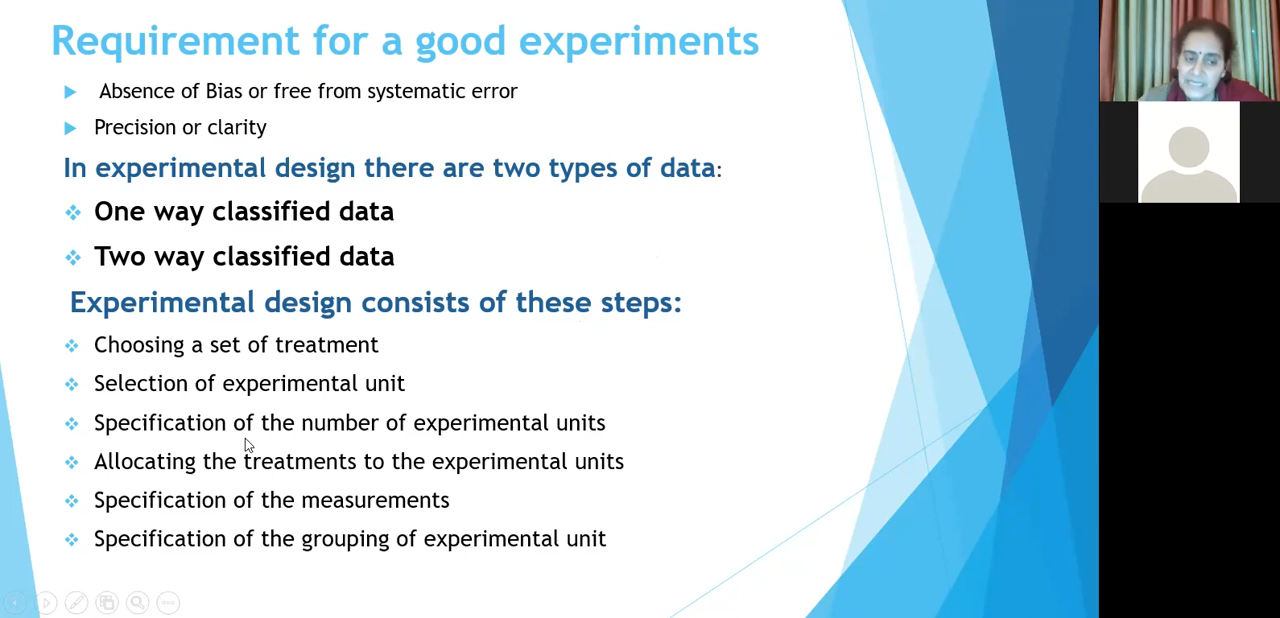 Requirement for a good experiments
Absence of Bias or free from systematic error
Precision or clarity
In experimental design there are two types of data:
One way classified data
Two way classified data
Experimental design consists of these steps:
Choosing a set of treatment
Selection of experimental unit
Specification of the number of experimental units
Allocating the treatments to the experimental units
Specification of the measurements
Specification of the grouping of experimental unit